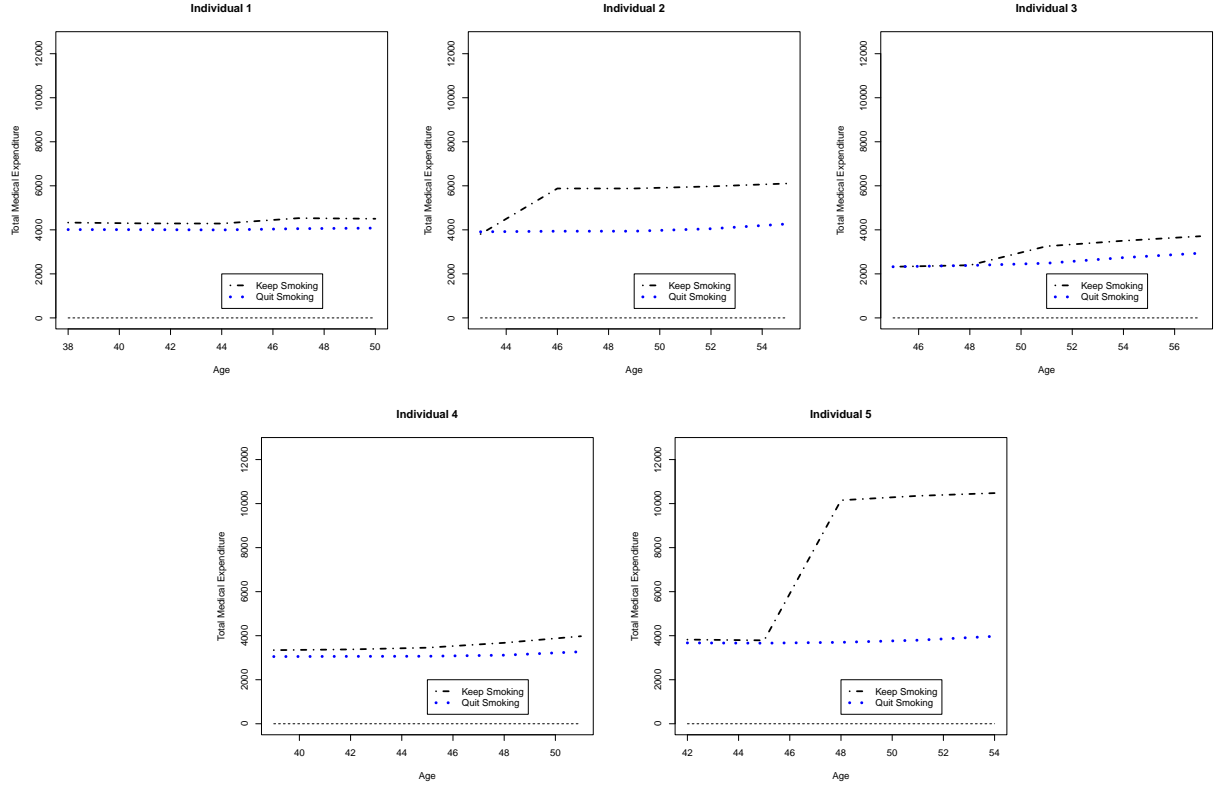 Individual 1
Total Medical Expenditure
12000
10000
8000
6000
4000
2000
0
Keep Smoking
Quit Smoking
38 40 42 44 46 48 50
Age
Individual 2
Total Medical Expenditure
12000
10000
8000
6000
4000
2000
0
Keep Smoking
Quit Smoking
44 46 48 50 52 54
Age
Individual 3
Total Medical Expenditure
12000
10000
8000
6000
4000
2000
0
Keep Smoking
Quit Smoking
46 48 50 52 54 56
Age
Individual 4
Total Medical Expenditure
12000
10000
8000
6000
4000
2000
0
Keep Smoking
Quit Smoking
40 42 44 46 48 50
Age
Individual 5
Total Medical Expenditure
12000
10000
8000
6000
4000
2000
0
Keep Smoking
Quit Smoking
42 44 46 48 50 52 54
Age